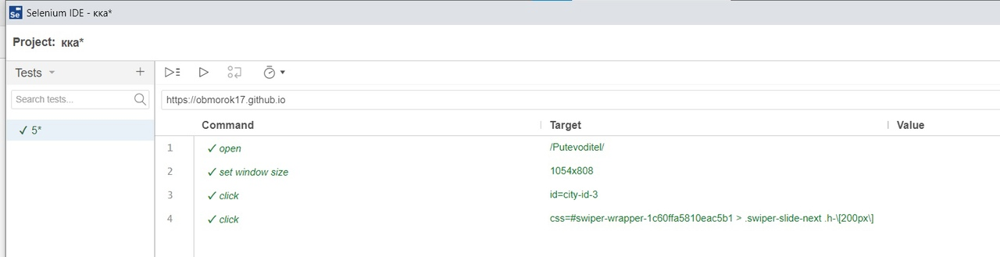 Selenium IDE - кка*
Project: кка*
Tests
Search tests...
✓ 5*
https://obmorok17.github.io
Command Target Value
1 ✓ open /Putevoditel/
2 ✓ set window size 1054x808
3 ✓ click id=city-id-3
4 ✓ click css=#swiper-wrapper-1c60ffa5810eac5b1 > .swiper-slide-next .h-\[200px\]